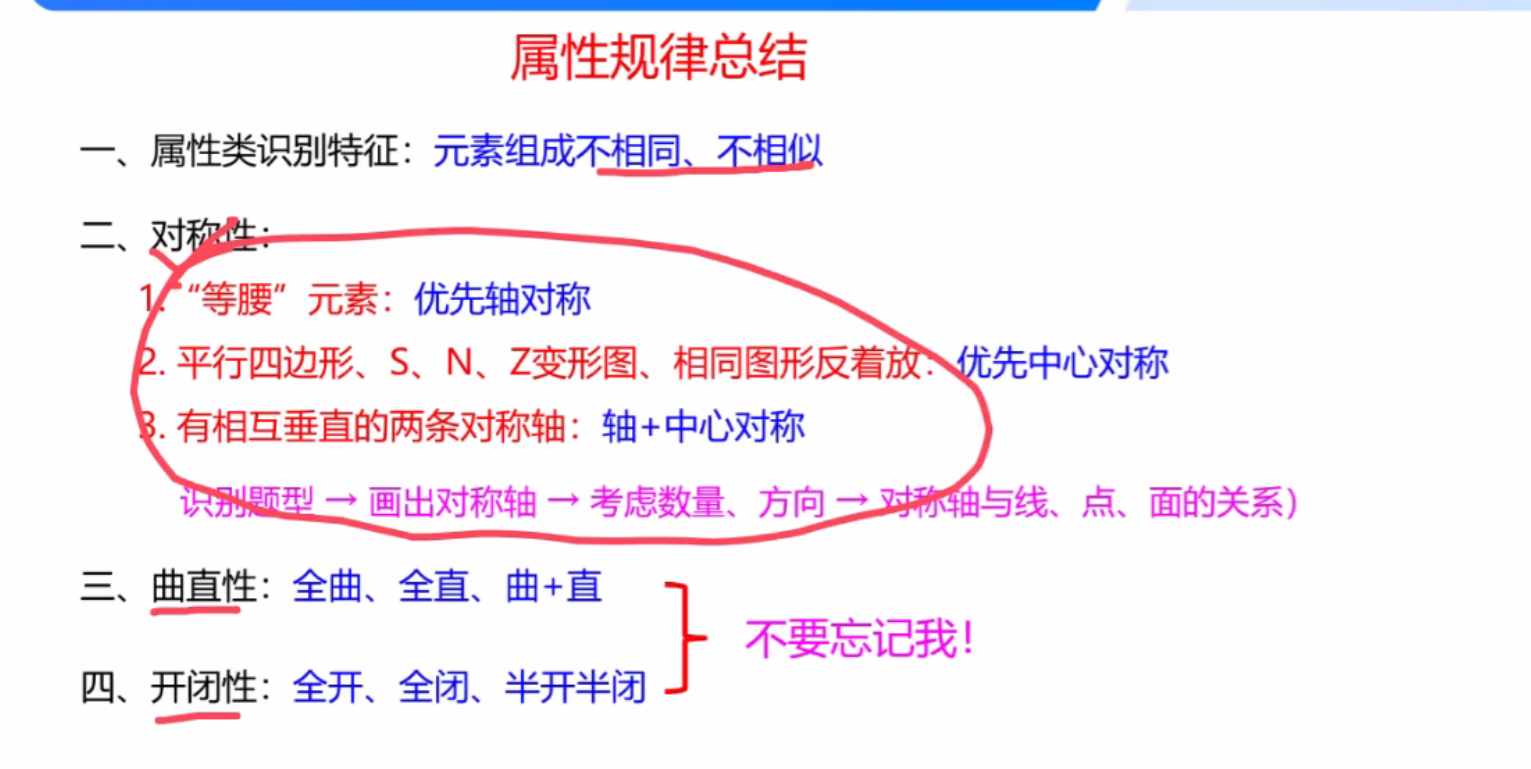 属性规律总结
一、属性类识别特征：元素组成不相同、不相似
二、对称性：
1. “等腰”元素：优先轴对称
2. 平行四边形、S、N、Z变形图、相同图形反着放：优先中心对称
3. 有相互垂直的两条对称轴：轴+中心对称
识别题型 → 画出对称轴 → 考虑数量、方向 → 对称轴与线、点、面的关系）
三、曲直性：全曲、全直、曲+直
不要忘记我！
四、开闭性：全开、全闭、半开半闭